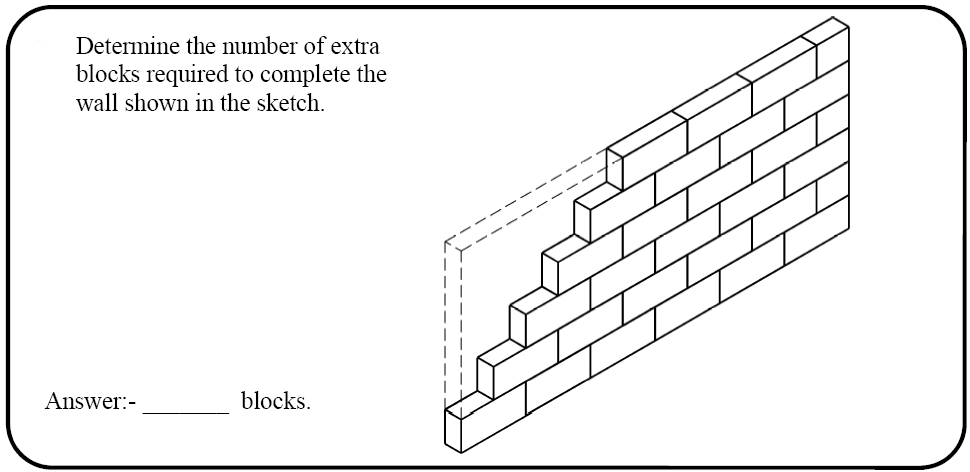 Determine the number of extra
blocks required to complete the
wall shown in the sketch.
Answer:- _______ blocks.